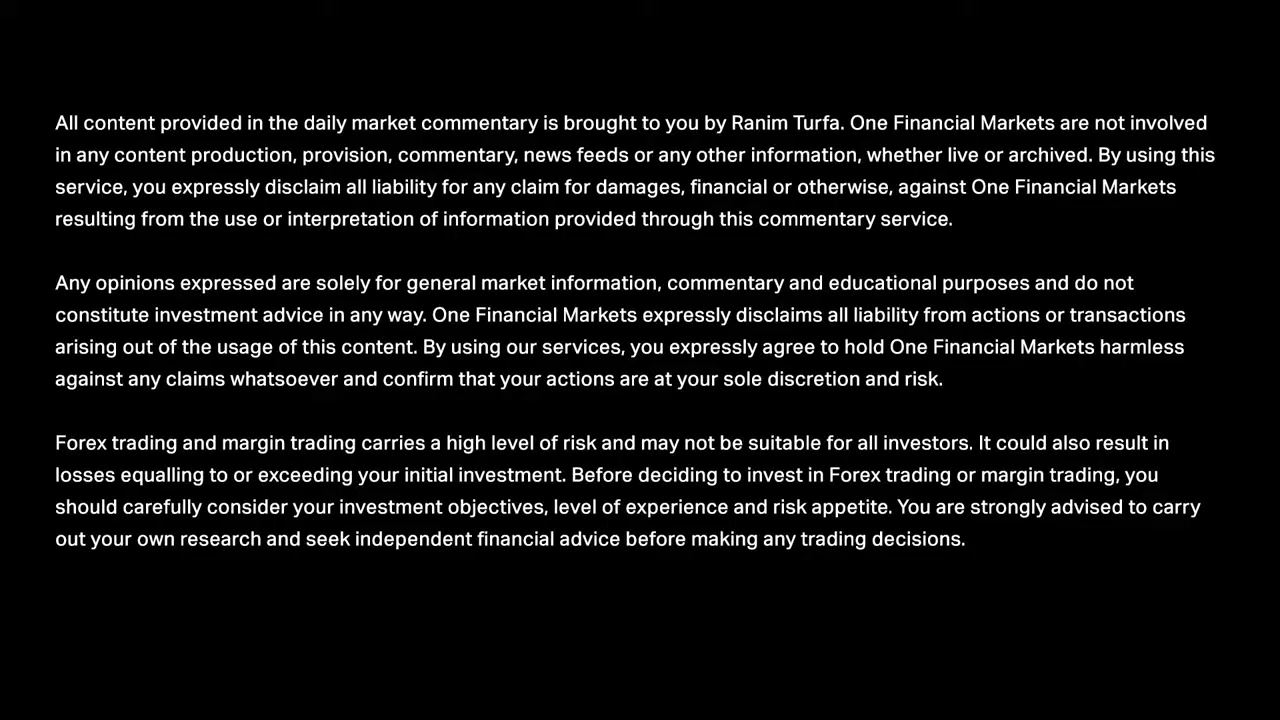 All content provided in the daily market commentary is brought to you by Ranim Turfa. One Financial Markets are not involved
in any content production, provision, commentary, news feeds or any other information, whether live or archived. By using this
service, you expressly disclaim all liability for any claim for damages, financial or otherwise, against One Financial Markets
resulting from the use or interpretation of information provided through this commentary service.
Any opinions expressed are solely for general market information, commentary and educational purposes and do not
constitute investment advice in any way. One Financial Markets expressly disclaims all liability from actions or transactions
arising out of the usage of this content. By using our services, you expressly agree to hold One Financial Markets harmless
against any claims whatsoever and confirm that your actions are at your sole discretion and risk.
Forex trading and margin trading carries a high level of risk and may not be suitable for all investors. It could also result in
losses equalling to or exceeding your initial investment. Before deciding to invest in Forex trading or margin trading, you
should carefully consider your investment objectives, level of experience and risk appetite. You are strongly advised to carry
out your own research and seek independent financial advice before making any trading decisions.